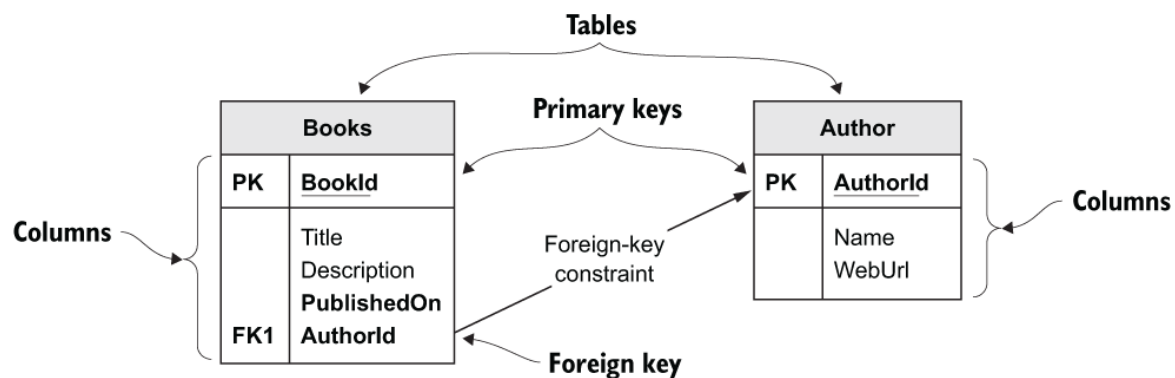 Tables
Primary keys
Books
PK BookId
Title
Description
PublishedOn
FK1 AuthorId
Columns
Foreign-key
constraint
Foreign key
Author
PK AuthorId
Name
WebUrl
Columns